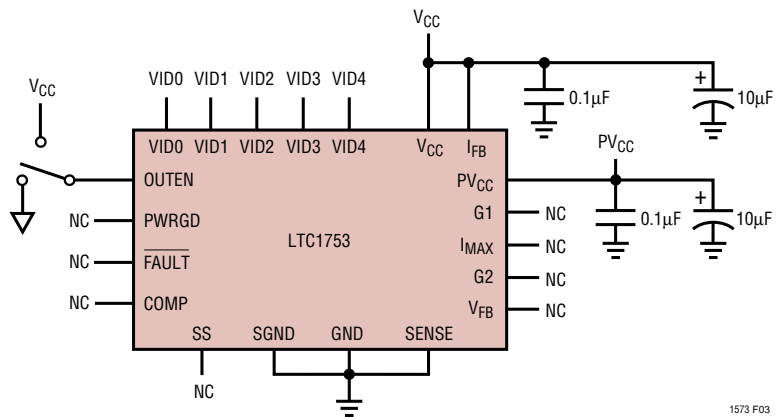 VCC
VCC
VID0 VID1 VID2 VID3 VID4
0.1µF
10µF
+
VID0 VID1 VID2 VID3 VID4 VCC IFB
PVCC
OUTEN
PVCC
+
NC PWRGD
G1 NC
0.1µF
10µF
LTC1753
IMAX NC
NC FAULT
G2 NC
NC COMP
VFB NC
SS SGND GND SENSE
NC
1573 F03